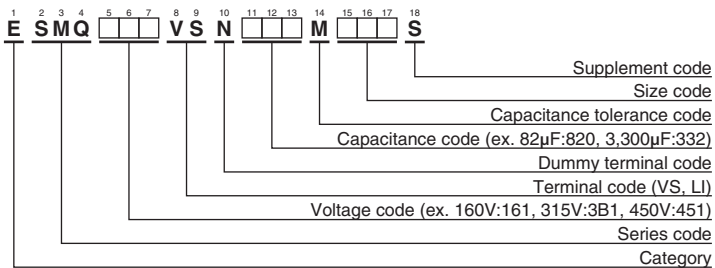 1 2 3 4 5 6 7 8 9 10 11 12 13 14 15 16 17 18
E SMQ VS N M S
Supplement code
Size code
Capacitance tolerance code
Capacitance code (ex. 82µF:820, 3,300µF:332)
Dummy terminal code
Terminal code (VS, LI)
Voltage code (ex. 160V:161, 315V:3B1, 450V:451)
Series code
Category